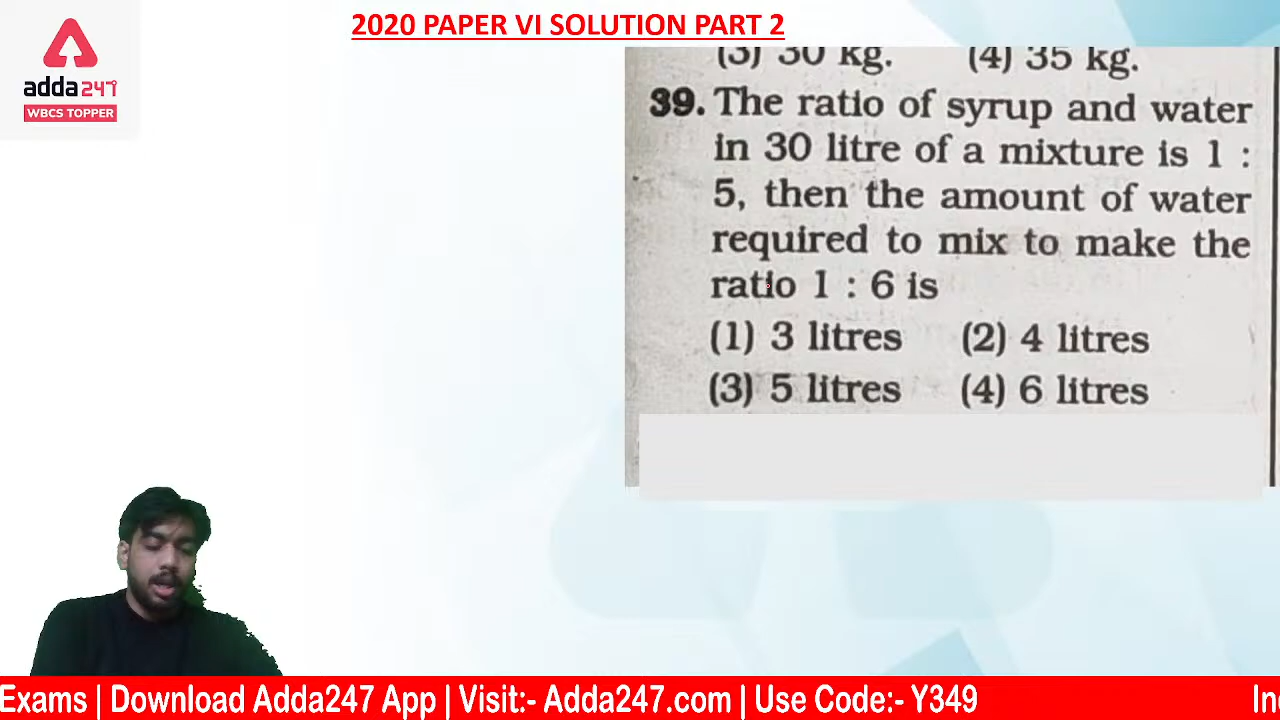 2020 PAPER VI SOLUTION PART 2
adda247
WBCS TOPPER
(3) 30 kg. (4) 35 kg.
39. The ratio of syrup and water
in 30 litre of a mixture is 1 :
5, then the amount of water
required to mix to make the
ratio 1 : 6 is
(1) 3 litres (2) 4 litres
(3) 5 litres (4) 6 litres
Exams | Download Adda247 App | Visit:- Adda247.com | Use Code:- Y349